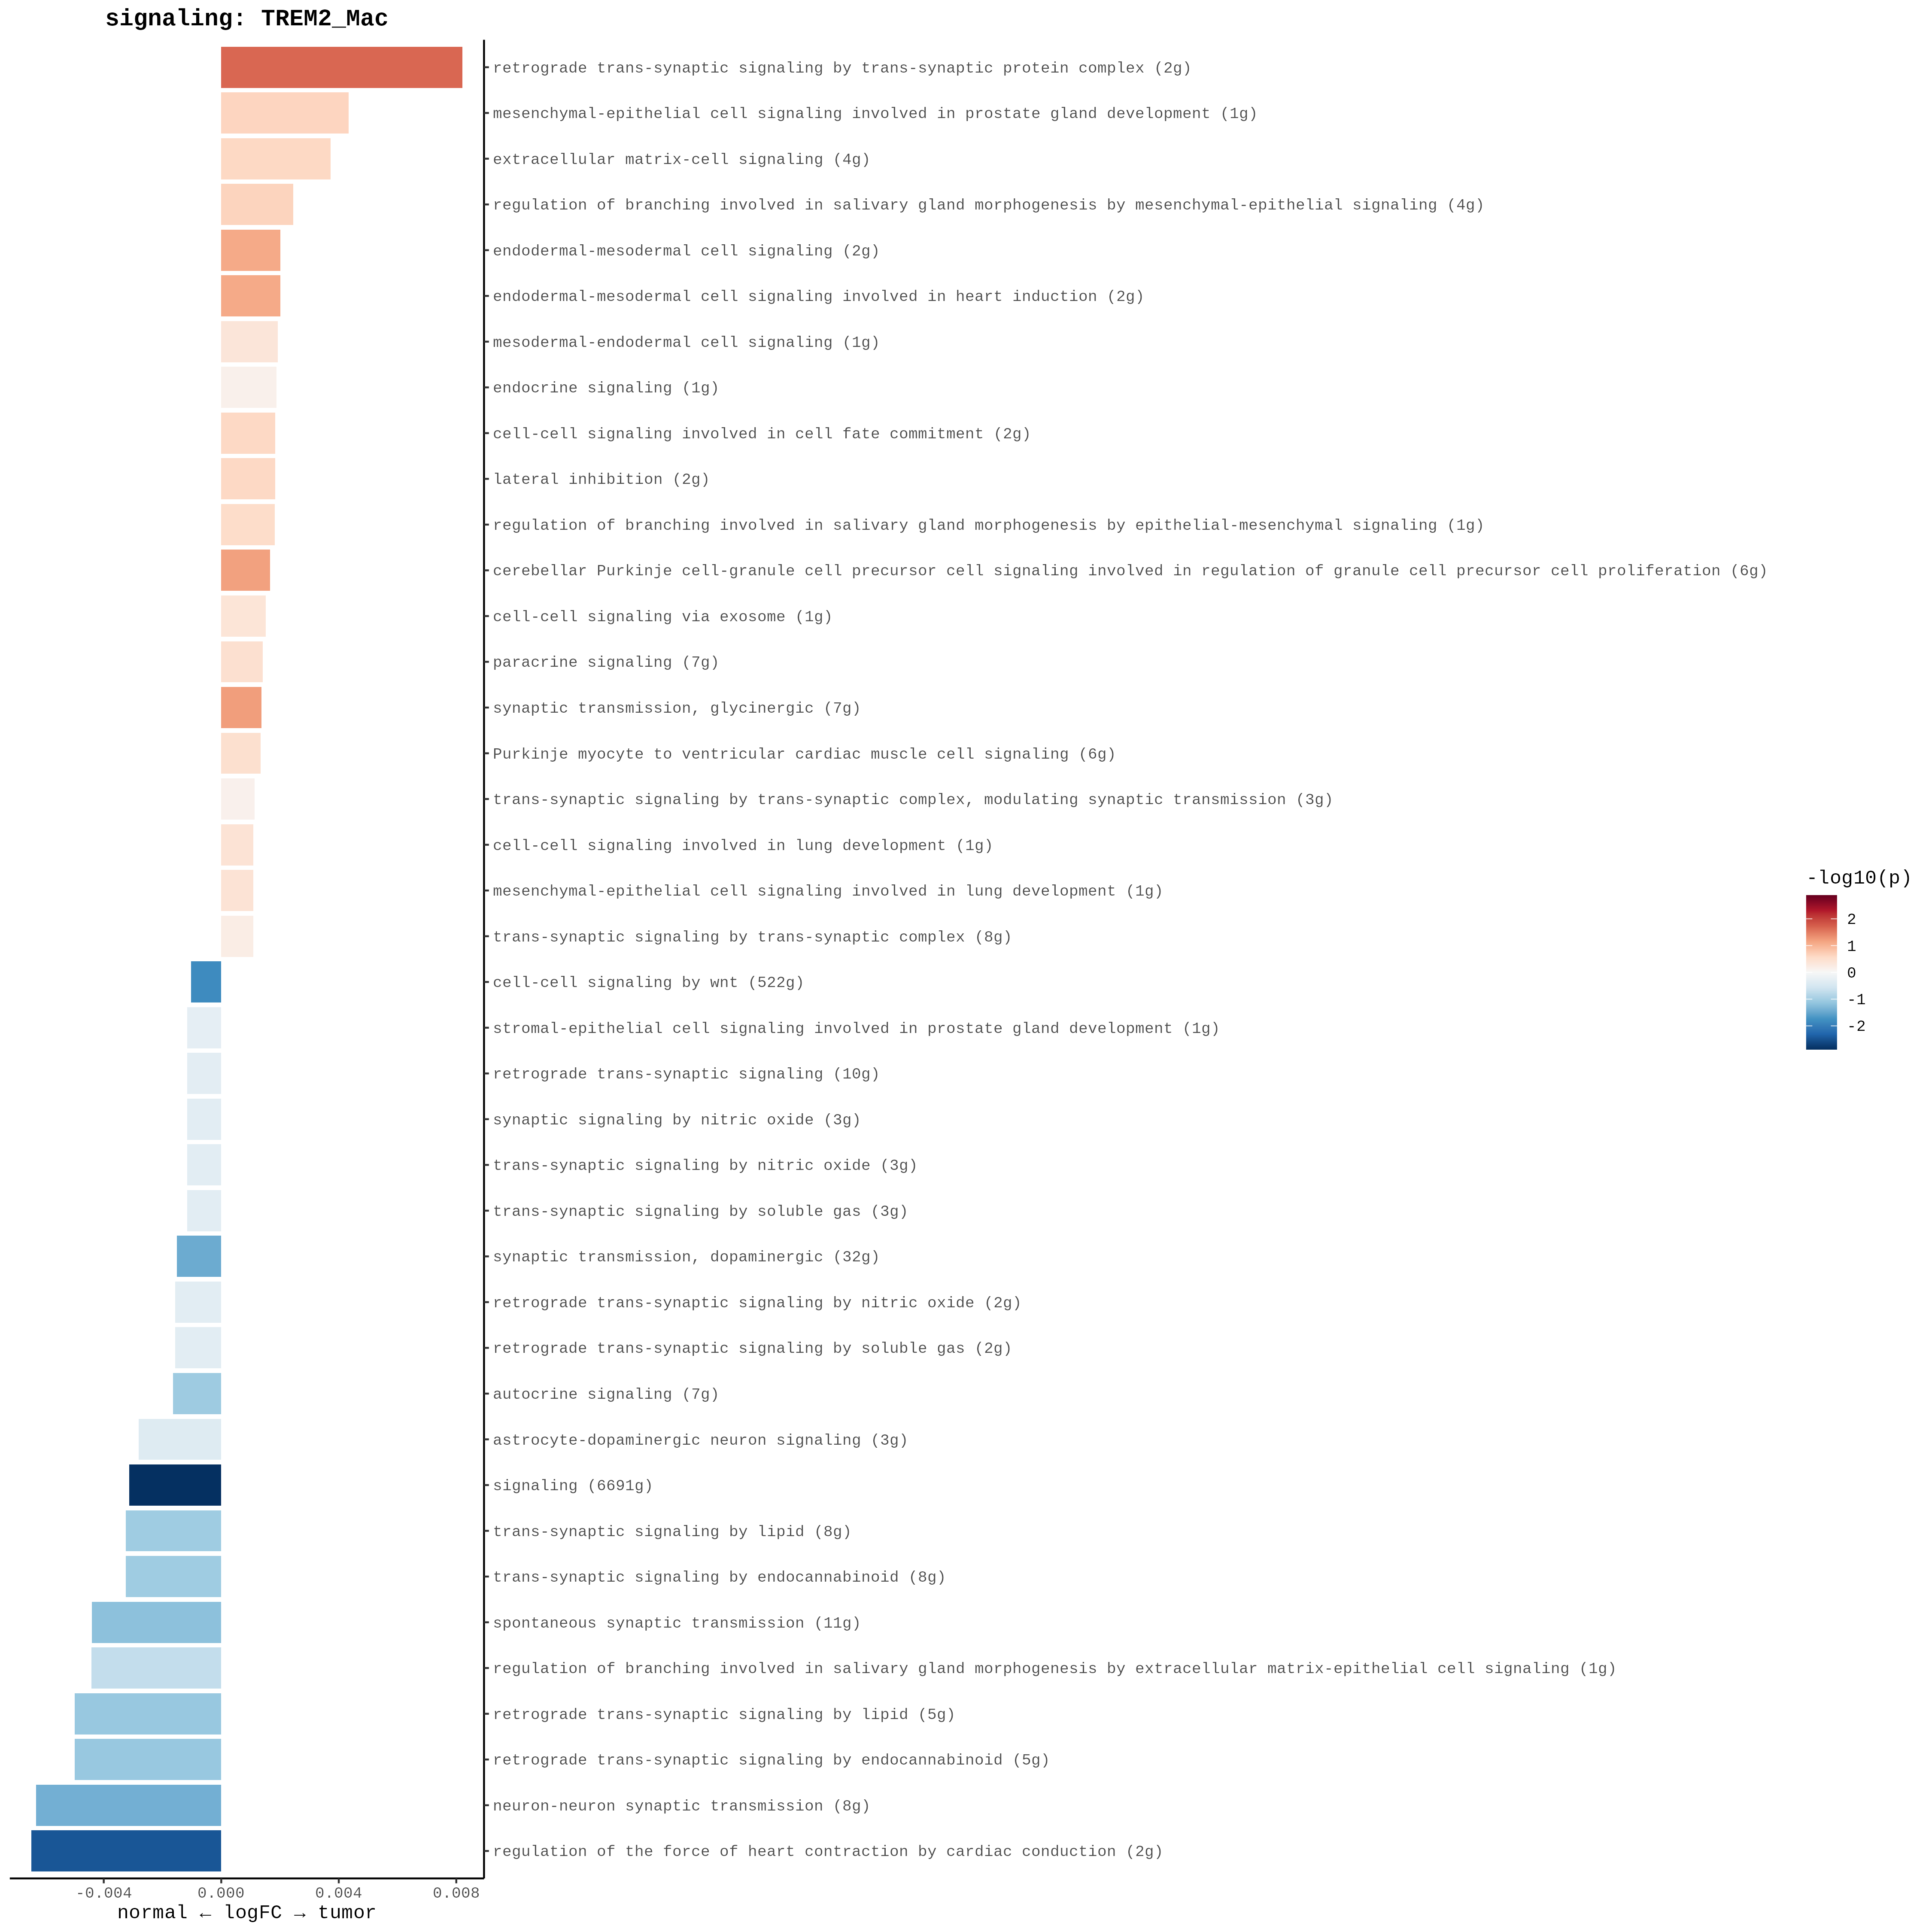 signaling: TREM2_Mac
retrograde trans-synaptic signaling by trans-synaptic protein complex (2g)
mesenchymal-epithelial cell signaling involved in prostate gland development (1g)
extracellular matrix-cell signaling (4g)
regulation of branching involved in salivary gland morphogenesis by mesenchymal-epithelial signaling (4g)
endodermal-mesodermal cell signaling (2g)
endodermal-mesodermal cell signaling involved in heart induction (2g)
mesodermal-endodermal cell signaling (1g)
endocrine signaling (1g)
cell-cell signaling involved in cell fate commitment (2g)
lateral inhibition (2g)
regulation of branching involved in salivary gland morphogenesis by epithelial-mesenchymal signaling (1g)
cerebellar Purkinje cell-granule cell precursor cell signaling involved in regulation of granule cell precursor cell proliferation (6g)
cell-cell signaling via exosome (1g)
paracrine signaling (7g)
synaptic transmission, glycinergic (7g)
Purkinje myocyte to ventricular cardiac muscle cell signaling (6g)
trans-synaptic signaling by trans-synaptic complex, modulating synaptic transmission (3g)
cell-cell signaling involved in lung development (1g)
mesenchymal-epithelial cell signaling involved in lung development (1g)
trans-synaptic signaling by trans-synaptic complex (8g)
cell-cell signaling by wnt (522g)
stromal-epithelial cell signaling involved in prostate gland development (1g)
retrograde trans-synaptic signaling (10g)
synaptic signaling by nitric oxide (3g)
trans-synaptic signaling by nitric oxide (3g)
trans-synaptic signaling by soluble gas (3g)
synaptic transmission, dopaminergic (32g)
retrograde trans-synaptic signaling by nitric oxide (2g)
retrograde trans-synaptic signaling by soluble gas (2g)
autocrine signaling (7g)
astrocyte-dopaminergic neuron signaling (3g)
signaling (6691g)
trans-synaptic signaling by lipid (8g)
trans-synaptic signaling by endocannabinoid (8g)
spontaneous synaptic transmission (11g)
regulation of branching involved in salivary gland morphogenesis by extracellular matrix-epithelial cell signaling (1g)
retrograde trans-synaptic signaling by lipid (5g)
retrograde trans-synaptic signaling by endocannabinoid (5g)
neuron-neuron synaptic transmission (8g)
regulation of the force of heart contraction by cardiac conduction (2g)
-0.004 0.000 0.004 0.008
normal ← logFC → tumor
-log10(p)
2
1
0
-1
-2